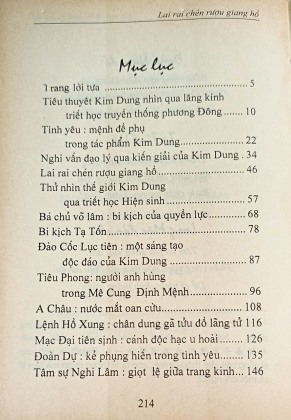 Lai rai chén rượu giang hồ
Mục lục
Trang lời tựa 5
Tiêu thuyết Kim Dung nhìn qua lăng kính
triết học truyền thống phương Đông 10
Tình yêu : mệnh đề phụ
trong tác phẩm Kim Dung 22
Nghi vấn đạo lý qua kiến giải của Kim Dung . 34
Lai rai chén rượu giang hồ 46
Thử nhìn thế giới Kim Dung
qua triết học Hiện sinh 57
Bá chủ võ lâm : bi kịch của quyền lực 68
Bi kịch Tạ Tốn 78
Đào Cốc Lục tiên : một sáng tạo
độc đáo của Kim Dung 87
Tiêu Phong: người anh hùng
trong Mê Cung Định Mệnh 96
A Châu : nước mắt oan cừu 108
Lệnh Hồ Xung : chân dung gã tửu đồ lãng tử 116
Mạc Đại tiên sinh : cánh độc hạc u hoài 126
Đoàn Dự : kẻ phụng hiến trong tình yêu 135
Tâm sự Nghi Lâm : giọt lệ giữa trang kinh 146
214